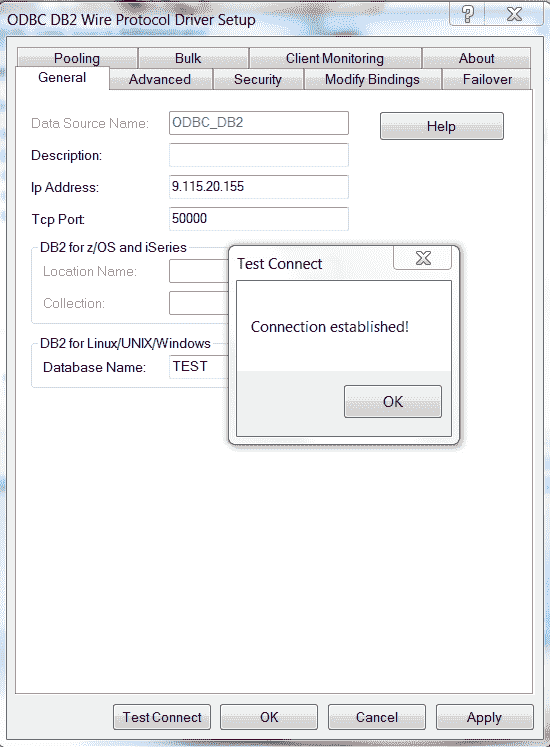 ODBC DB2 Wire Protocol Driver Setup
?
Pooling Bulk Client Monitoring About
General Advanced Security Modify Bindings Failover
Data Source Name: ODBC_DB2 Help
Description:
Ip Address: 9.115.20.155
Tcp Port: 50000
DB2 for z/OS and iSeries
Location Name:
Collection:
DB2 for Linux/UNIX/Windows
Database Name: TEST
Test Connect
Connection established!
OK
Test Connect OK Cancel Apply